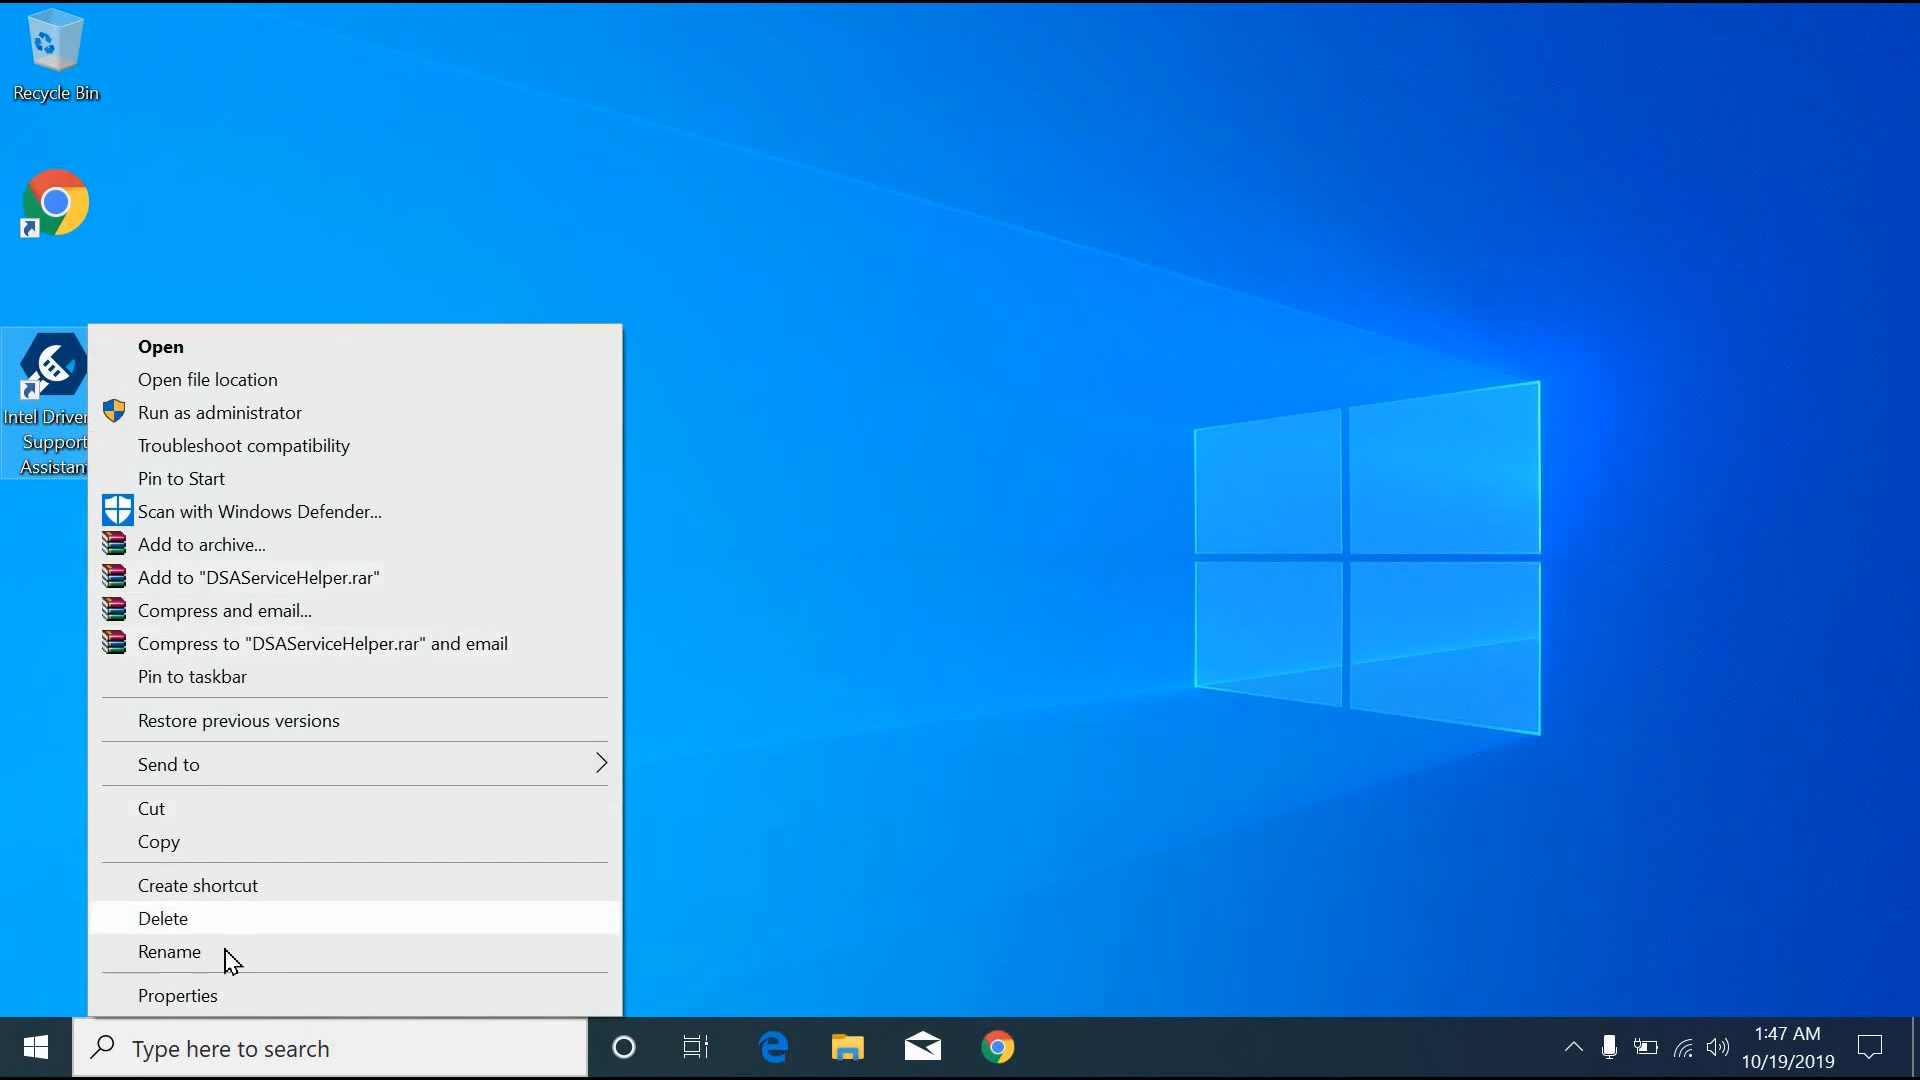 Recycle Bin
Intel Driver
Support
Assistan
Open
Open file location
Run as administrator
Troubleshoot compatibility
Pin to Start
Scan with Windows Defender...
Add to archive...
Add to "DSAServiceHelper.rar"
Compress and email...
Compress to "DSAServiceHelper.rar" and email
Pin to taskbar
Restore previous versions
Send to
Cut
Copy
Create shortcut
Delete
Rename
Properties
Type here to search
1:47 AM
10/19/2019